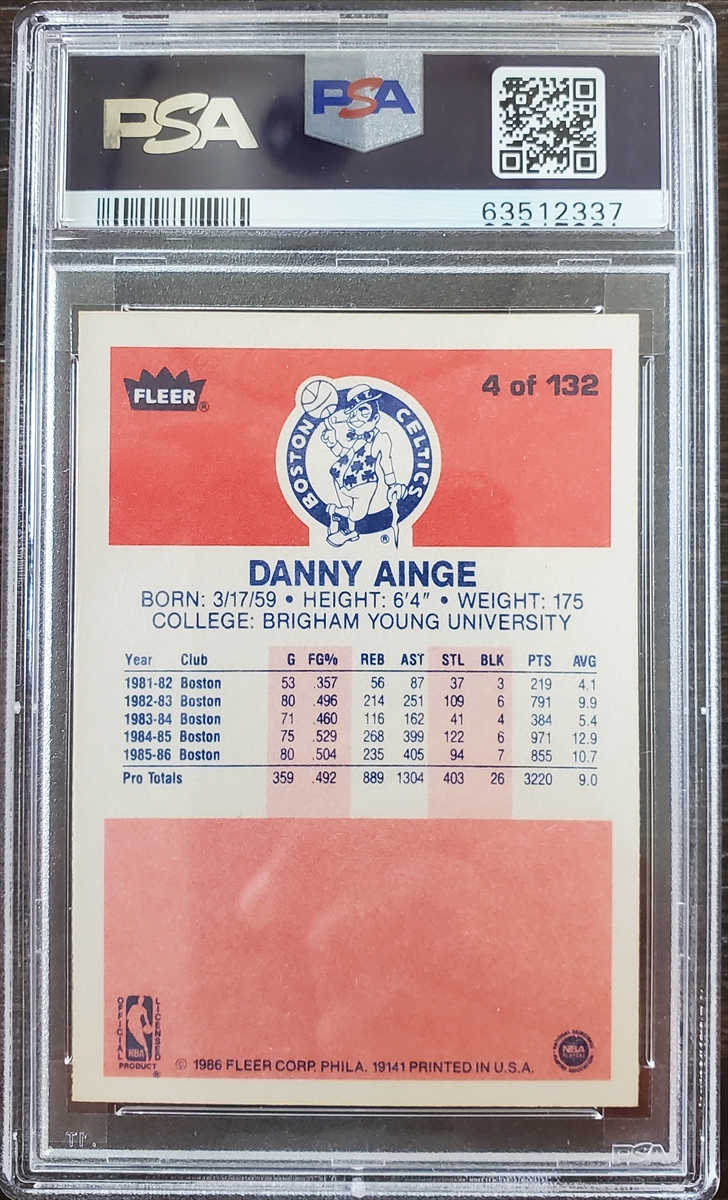 PSA PSA
63512337
FLEER ® 4 of 132
BOSTON CELTICS ®
DANNY AINGE
BORN: 3/17/59 • HEIGHT: 6'4" • WEIGHT: 175
COLLEGE: BRIGHAM YOUNG UNIVERSITY
Year Club G FG% REB AST STL BLK PTS AVG
1981-82 Boston 53 .357 56 87 37 3 219 4.1
1982-83 Boston 80 .496 214 251 109 6 791 9.9
1983-84 Boston 71 .460 116 162 41 4 384 5.4
1984-85 Boston 75 .529 268 399 122 6 971 12.9
1985-86 Boston 80 .504 235 405 94 7 855 10.7
Pro Totals 359 .492 889 1304 403 26 3220 9.0
OFFICIAL NBA LICENSED
PRODUCT ®
NBA PLAYERS
© 1986 FLEER CORP. PHILA. 19141 PRINTED IN U.S.A.
PSA